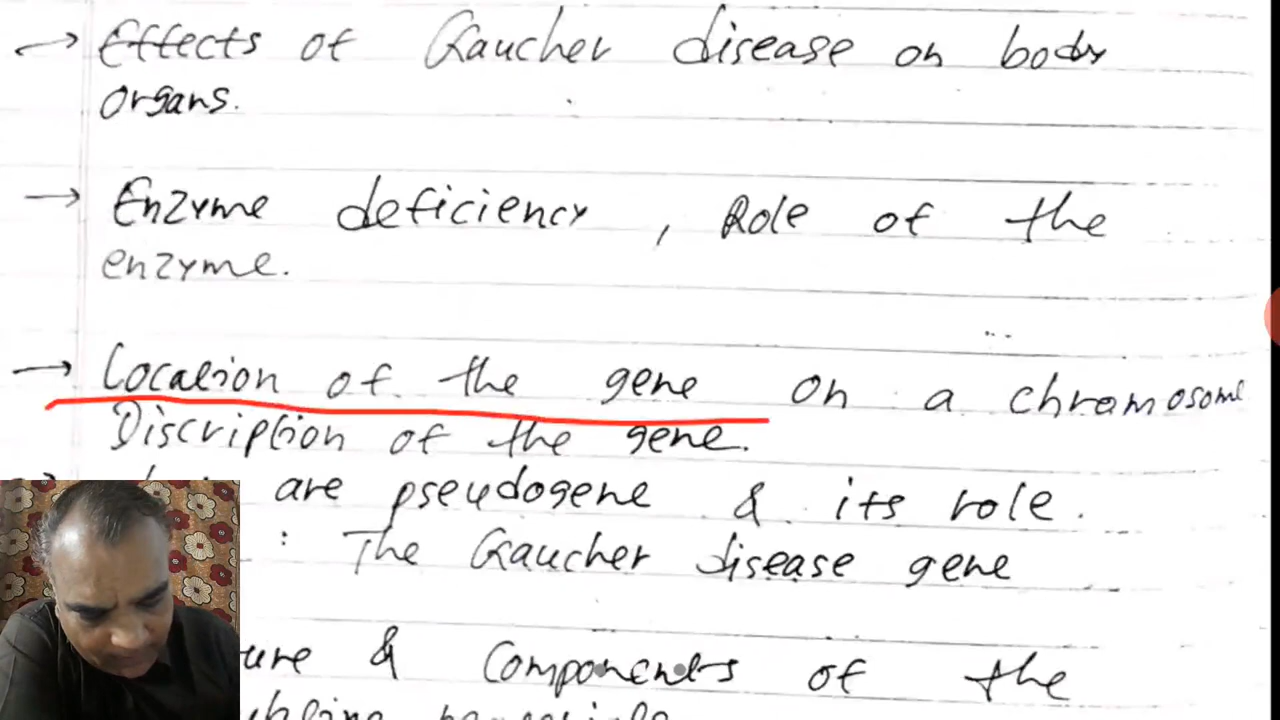 → Effects of Gaucher disease on body
organs.
→ Enzyme deficiency, Role of the
enzyme.
→ Location of the gene on a chromosome
Discription of the gene.
are pseudogene & its role.
: The Gaucher disease gene
ure & Components of the